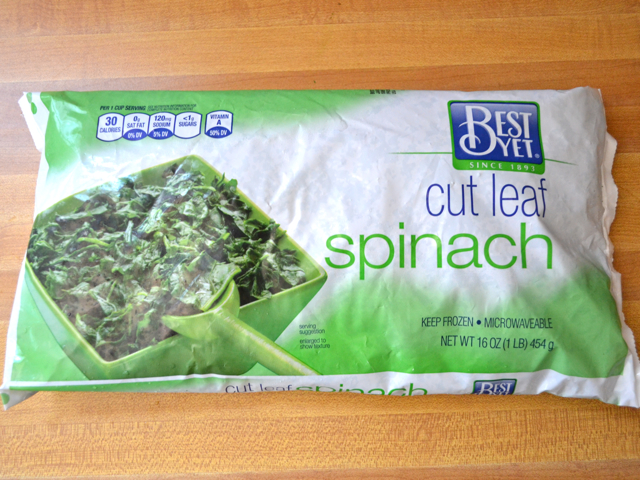 PER 1 CUP SERVING
30 CALORIES
0g SAT FAT 0% DV
120mg SODIUM 5% DV
<1g SUGARS
VITAMIN A 50% DV
BEST
YET®
SINCE 1893
cut leaf
spinach
KEEP FROZEN • MICROWAVEABLE
NET WT 16 OZ (1 LB) 454 g
serving
suggestion
enlarged to
show texture
cut leaf spinach
BEST